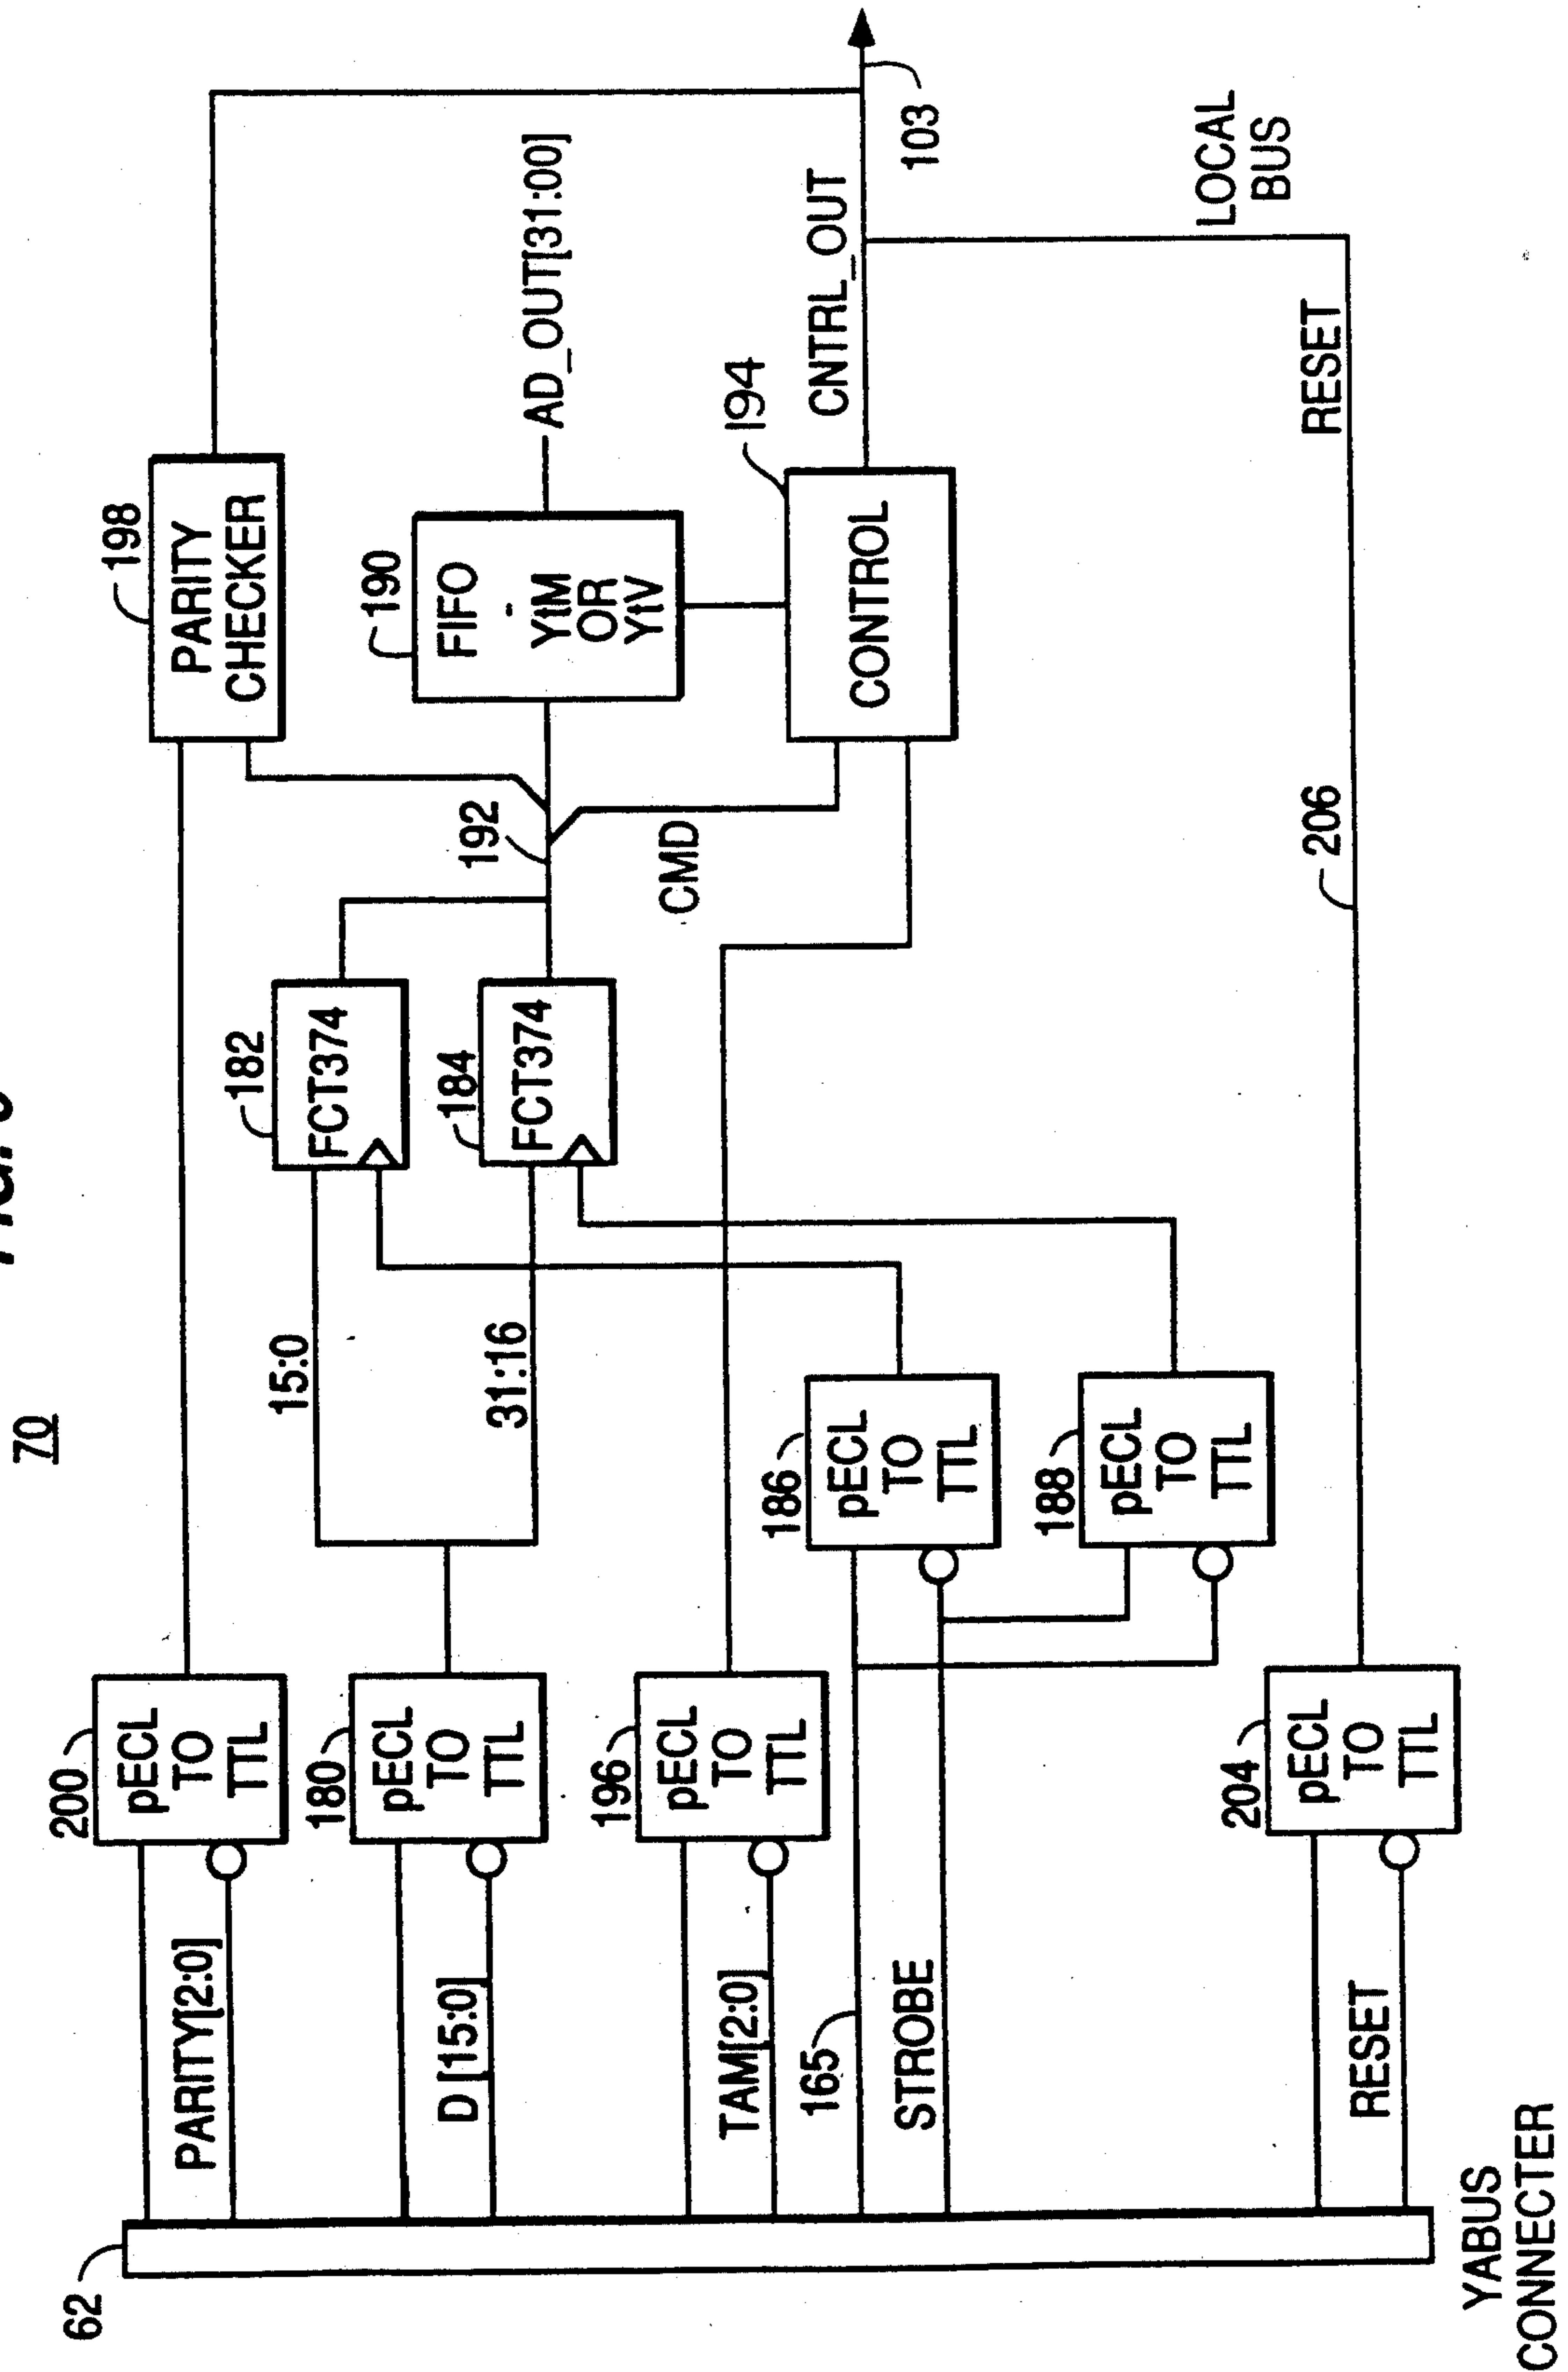 70
62
YABUS
CONNECTER
PARITY[2:0]
D [15:0]
TAM[2:0]
165
STROBE
RESET
200
pECL
TO
TTL
180
pECL
TO
TTL
196
pECL
TO
TTL
186
pECL
TO
TTL
188
pECL
TO
TTL
204
pECL
TO
TTL
15:0
31:16
182
FCT374
184
FCT374
192
CMD
198
PARITY
CHECKER
190
FIFO
-
YtM
OR
YtV
194
CONTROL
206
RESET
AD_OUT[31:00]
CNTRL_OUT
103
LOCAL
BUS